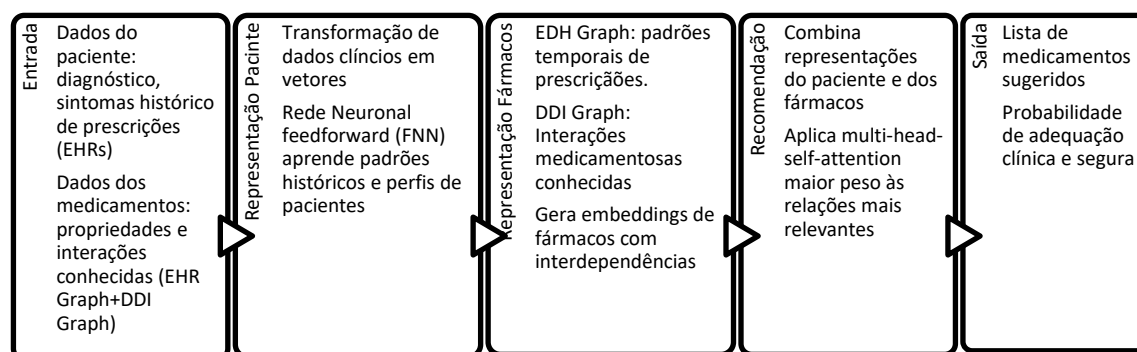 Entrada
Dados do
paciente:
diagnóstico,
sintomas histórico
de prescrições
(EHRs)
Dados dos
medicamentos:
propriedades e
interações
conhecidas (EHR
Graph+DDI
Graph)
Representação Pacinte
Transformação de
dados clíncios em
vetores
Rede Neuronal
feedforward (FNN)
aprende padrões
históricos e perfis de
pacientes
Representação Fármacos
EDH Graph: padrões
temporais de
prescriçãões.
DDI Graph:
Interações
medicamentosas
conhecidas
Gera embeddings de
fármacos com
interdependências
Recomendação
Combina
representações
do paciente e dos
fármacos
Aplica multi-head-
self-attention
maior peso às
relações mais
relevantes
Saída
Lista de
medicamentos
sugeridos
Probabilidade
de adequação
clínica e segura